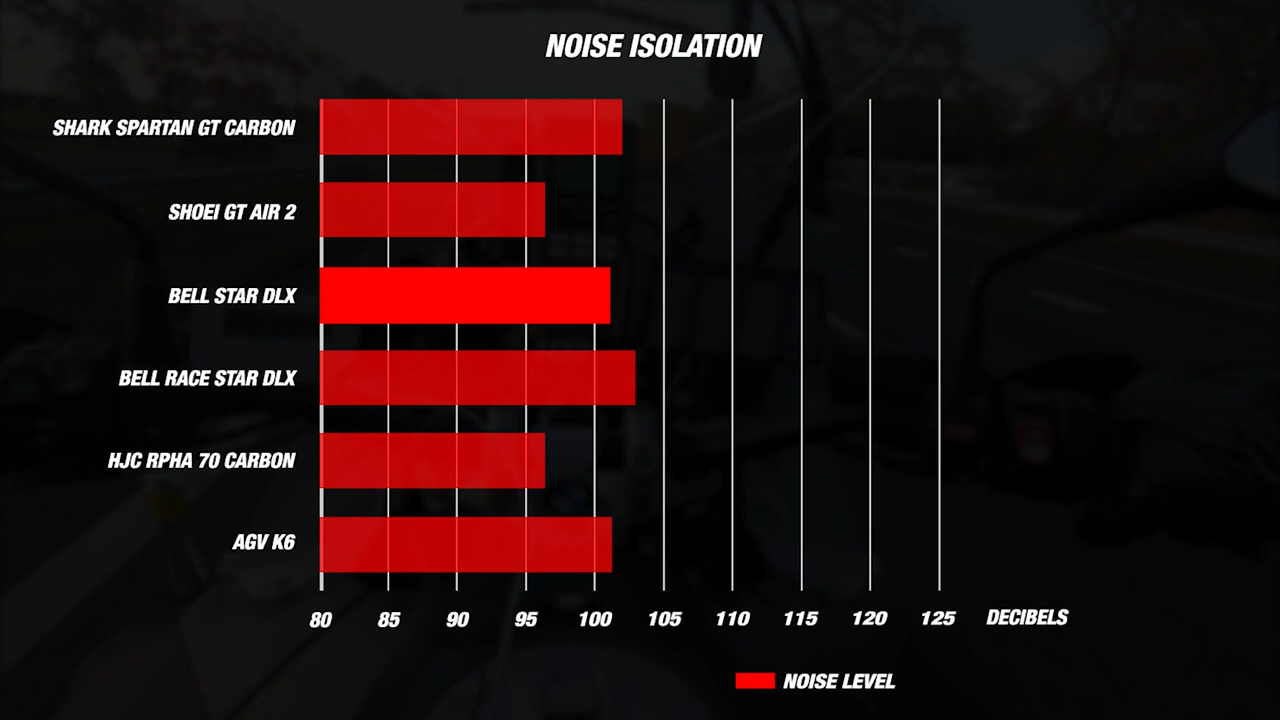 NOISE ISOLATION
SHARK SPARTAN GT CARBON
SHOEI GT AIR 2
BELL STAR DLX
BELL RACE STAR DLX
HJC RPHA 70 CARBON
AGV K6
80 85 90 95 100 105 110 115 120 125 DECIBELS
NOISE LEVEL